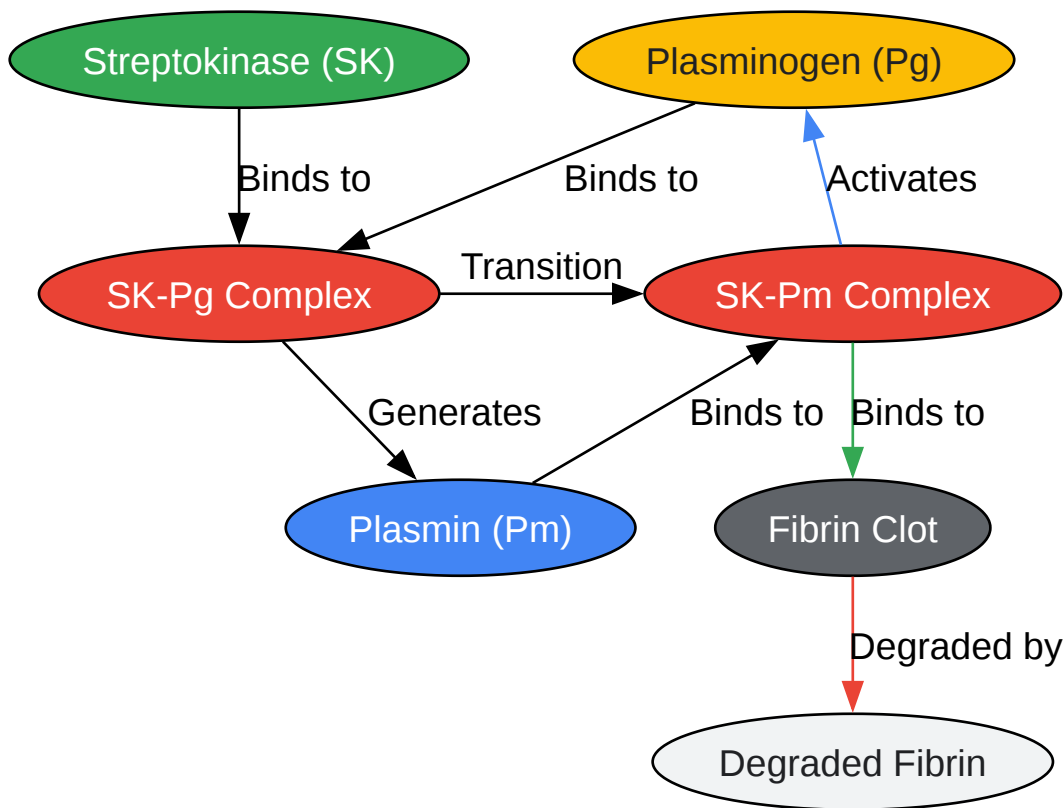 Streptokinase (SK)
Plasminogen (Pg)
Binds to
Binds to
Activates
SK-Pg Complex
Transition
SK-Pm Complex
Generates
Binds to
Binds to
Plasmin (Pm)
Fibrin Clot
Degraded by
Degraded Fibrin